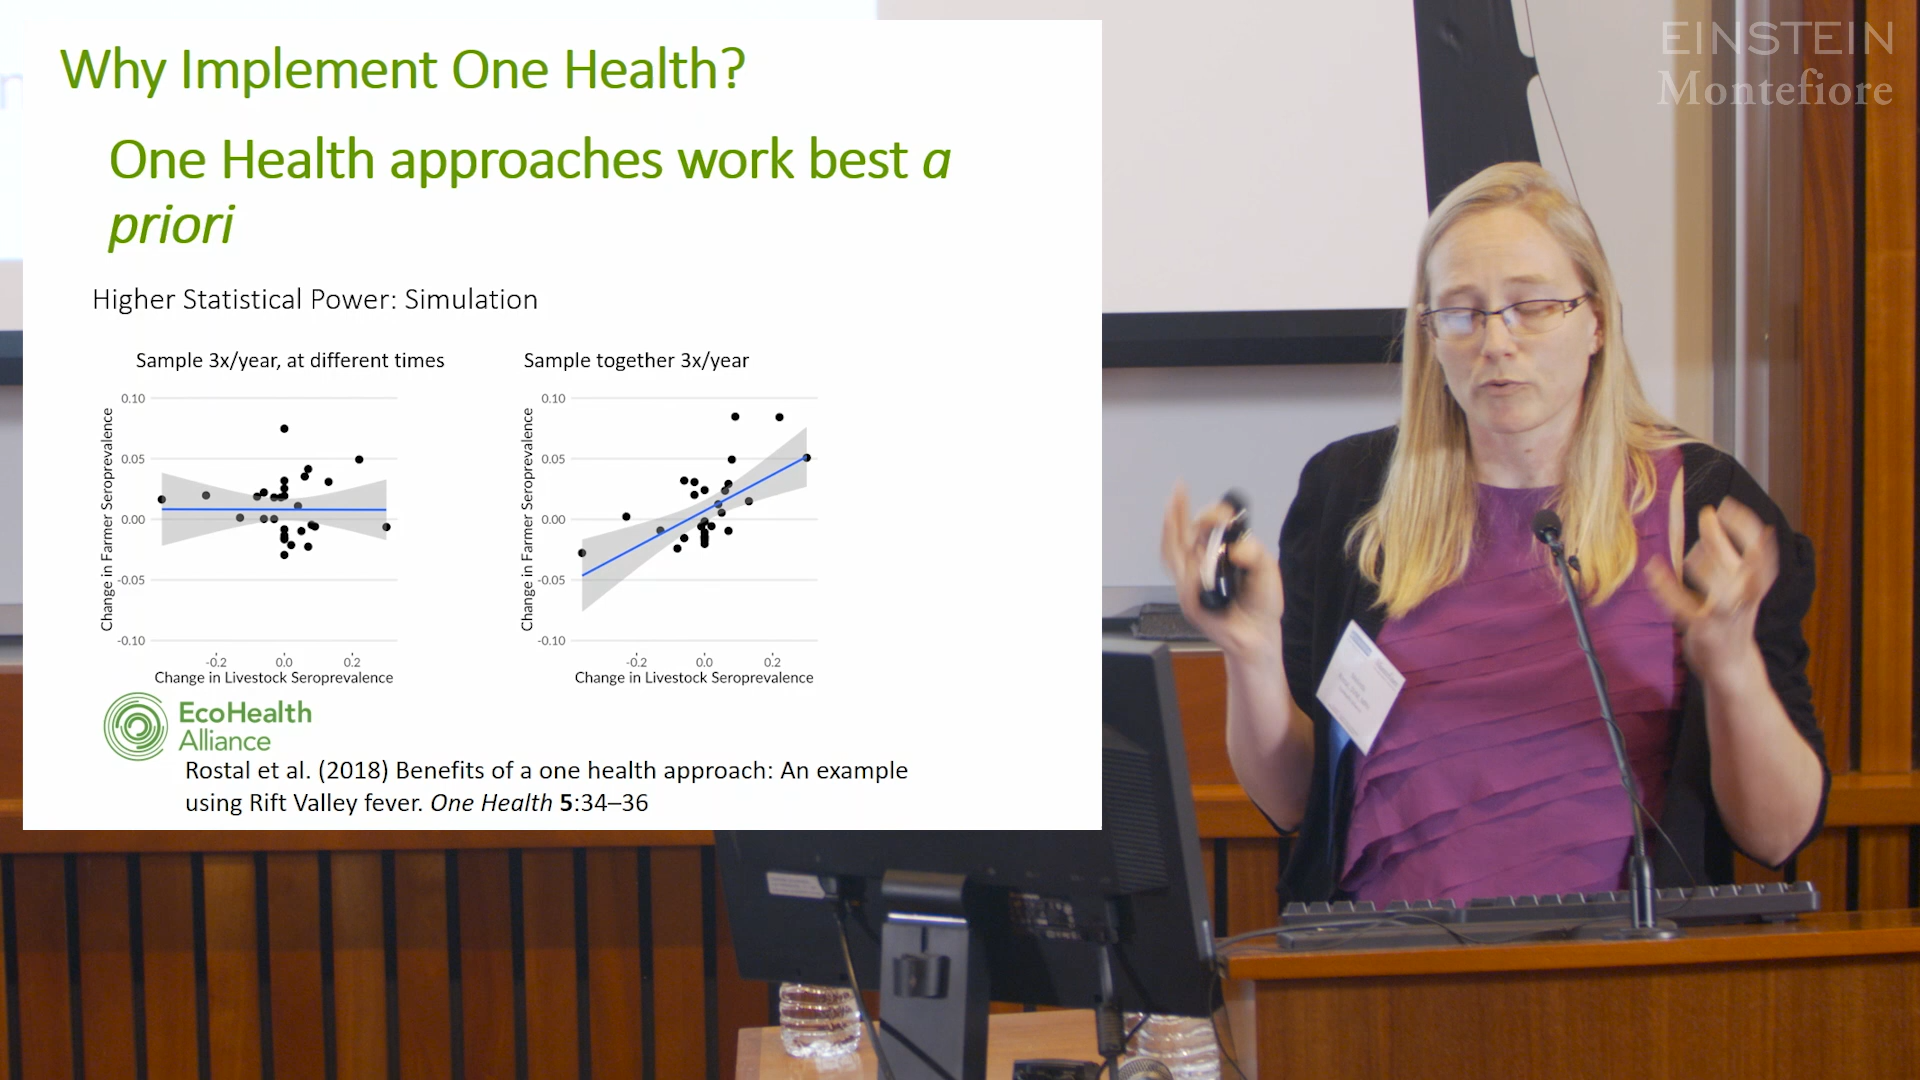 EINSTEIN
Montefiore
Why Implement One Health?
One Health approaches work best a
priori
Higher Statistical Power: Simulation
Sample 3x/year, at different times
0.10
0.05
0.00
-0.05
-0.10
Change in Farmer Seroprevalence
-0.2 0.0 0.2
Change in Livestock Seroprevalence
Sample together 3x/year
0.10
0.05
0.00
-0.05
-0.10
Change in Farmer Seroprevalence
-0.2 0.0 0.2
Change in Livestock Seroprevalence
EcoHealth
Alliance
Rostal et al. (2018) Benefits of a one health approach: An example
using Rift Valley fever. One Health 5:34–36